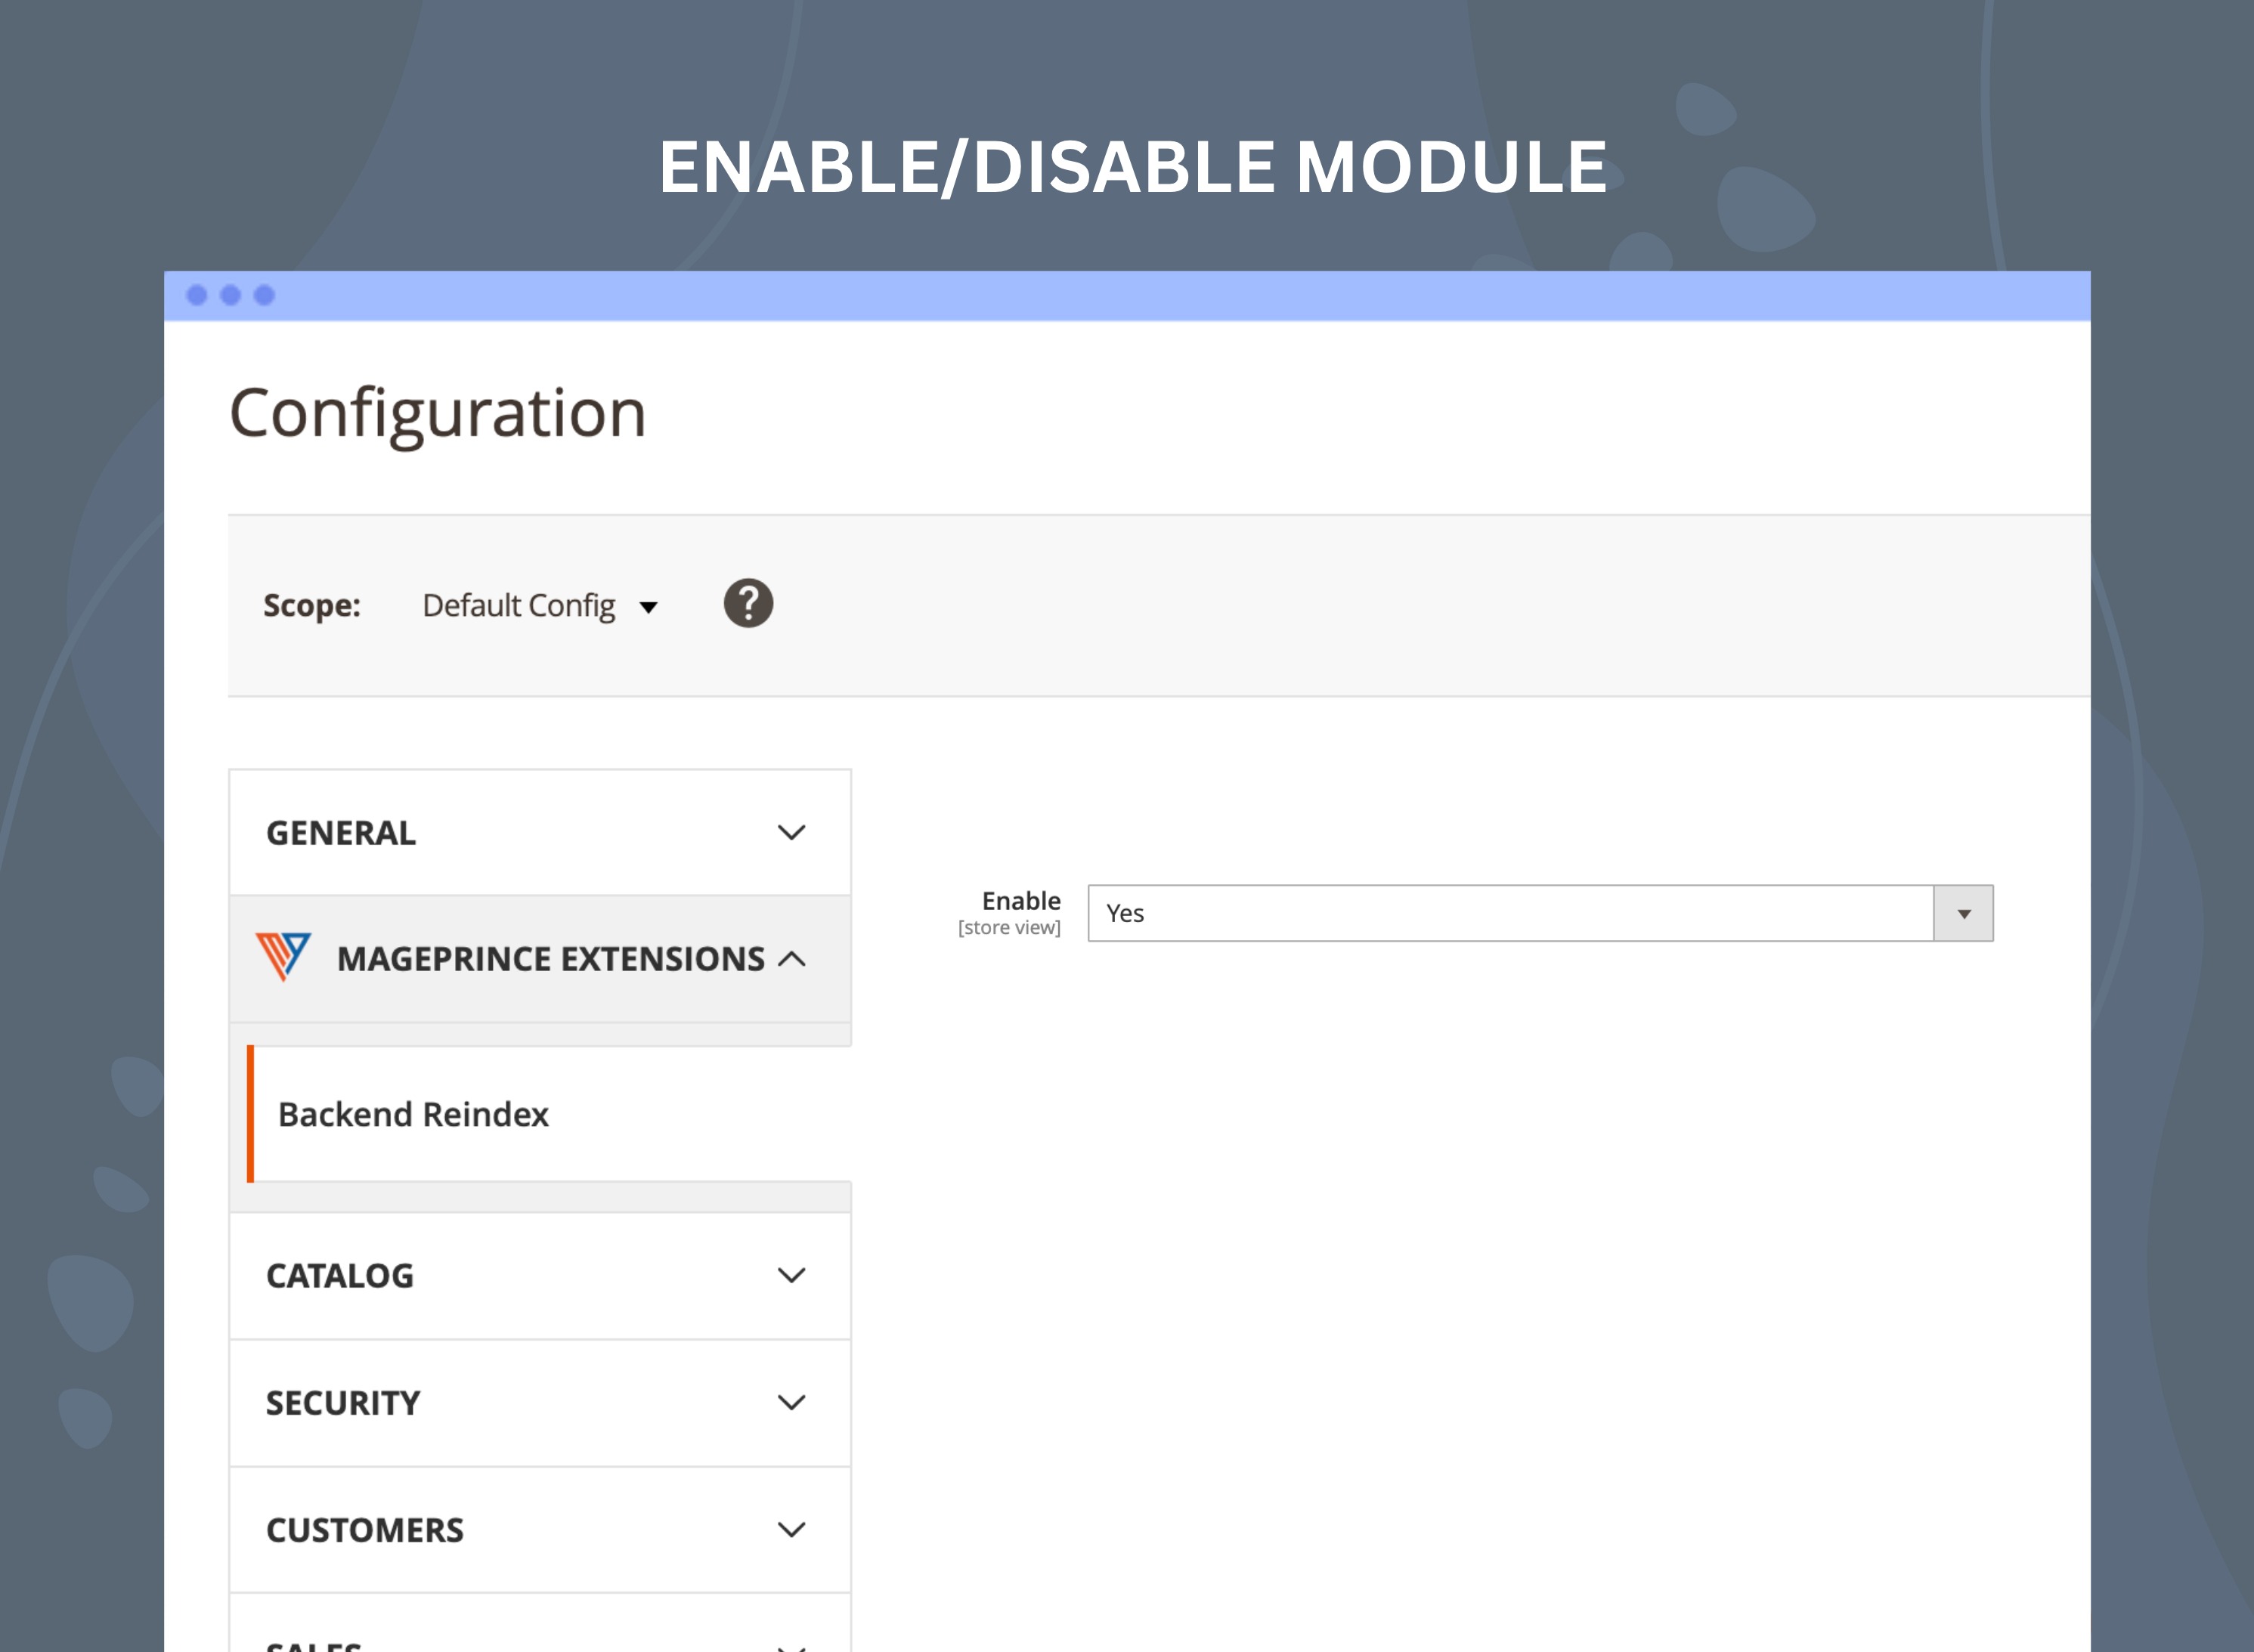 ENABLE/DISABLE MODULE
Configuration
Scope: Default Config ?
GENERAL
MAGEPRINCE EXTENSIONS
Backend Reindex
CATALOG
SECURITY
CUSTOMERS
SALES
Enable
[store view]
Yes